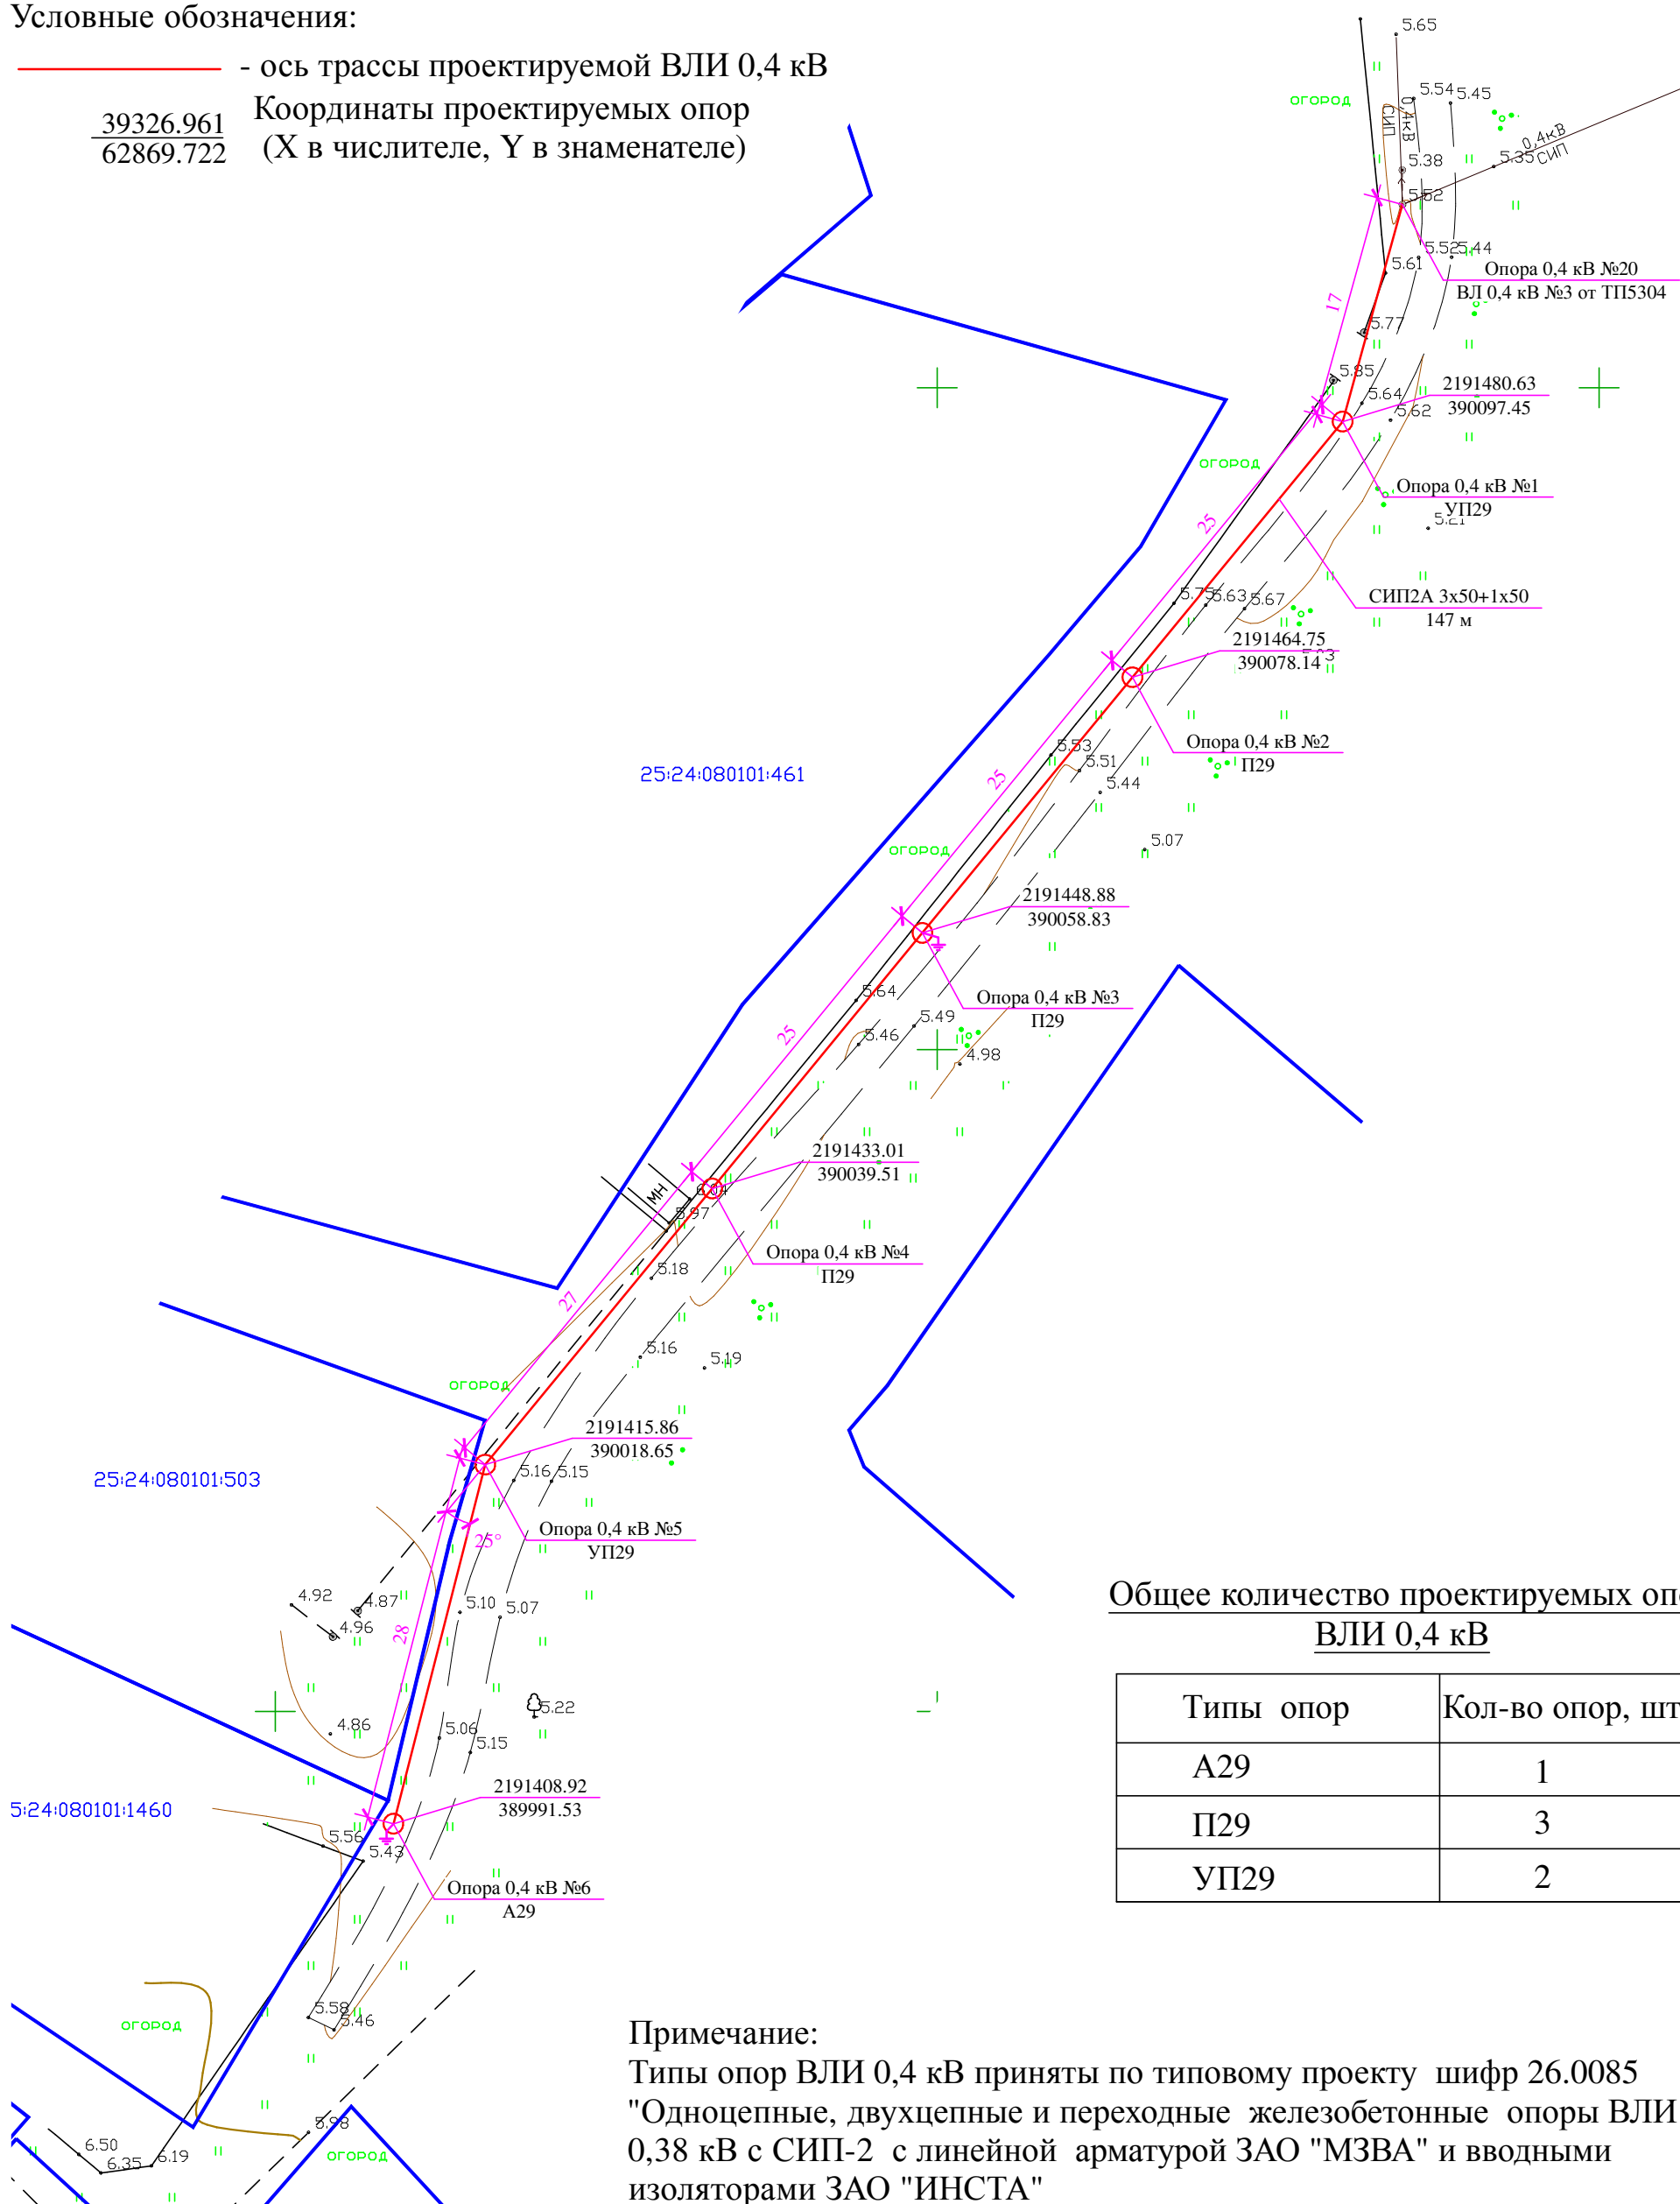 Условные обозначения:
- ось трассы проектируемой ВЛИ 0,4 кВ
39326.961
62869.722
Координаты проектируемых опор
(X в числителе, Y в знаменателе)
5.65
ОГОРОД
5.54
5.45
СИП
0,4кВ
0,4кВ
СИП
5.38
5.35
5.52
5.44
5.61
Опора 0,4 кВ №20
ВЛ 0,4 кВ №3 от ТП5304
17
5.77
5.85
5.64
5.62
2191480.63
390097.45
ОГОРОД
Опора 0,4 кВ №1
УП29
5.21
25
СИП2А 3x50+1x50
147 м
5.75
5.63
5.67
2191464.75
390078.14
Опора 0,4 кВ №2
П29
5.53
5.51
5.44
25:24:080101:461
25
5.07
ОГОРОД
2191448.88
390058.83
Опора 0,4 кВ №3
П29
5.64
5.49
5.46
4.98
25
2191433.01
390039.51
МН
6.04
5.97
Опора 0,4 кВ №4
П29
5.18
27
5.16
5.19
ОГОРОД
2191415.86
390018.65
25:24:080101:503
5.16
5.15
Опора 0,4 кВ №5
УП29
25°
4.92
4.87
4.96
5.10
5.07
28
5.22
4.86
5.06
5.15
2191408.92
389991.53
5:24:080101:1460
5.56
5.43
Опора 0,4 кВ №6
А29
Общее количество проектируемых оп
ВЛИ 0,4 кВ
Типы опор
Кол-во опор, шт
А29
1
П29
3
УП29
2
5.58
5.46
ОГОРОД
5.98
ОГОРОД
6.50
6.35
6.19
Примечание:
Типы опор ВЛИ 0,4 кВ приняты по типовому проекту шифр 26.0085
"Одноцепные, двухцепные и переходные железобетонные опоры ВЛИ
0,38 кВ с СИП-2 с линейной арматурой ЗАО "МЗВА" и вводными
изоляторами ЗАО "ИНСТА"